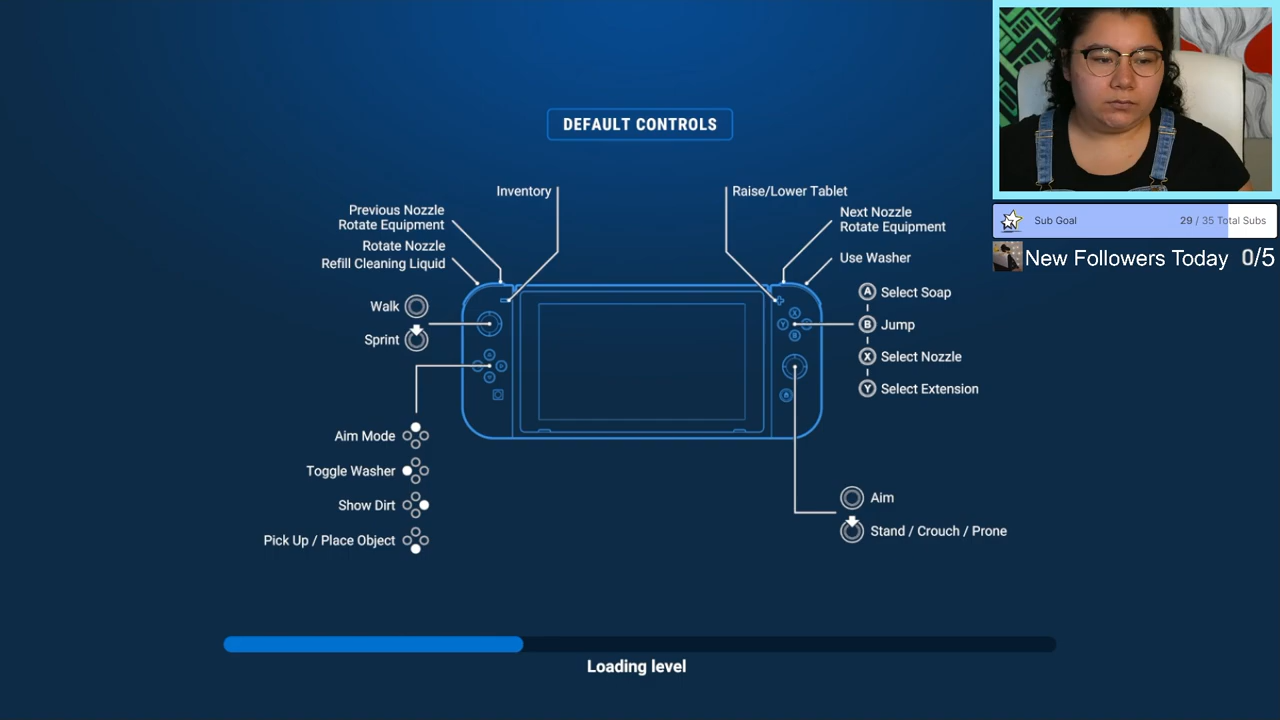 DEFAULT CONTROLS
Inventory
Raise/Lower Tablet
Previous Nozzle
Rotate Equipment
Next Nozzle
Rotate Equipment
Rotate Nozzle
Refill Cleaning Liquid
Use Washer
Walk
Sprint
A Select Soap
B Jump
X Select Nozzle
Y Select Extension
X
Y
B
Aim Mode
Toggle Washer
Show Dirt
Pick Up / Place Object
Aim
Stand / Crouch / Prone
Loading level
Sub Goal 29 / 35 Total Subs
New Followers Today 0/5